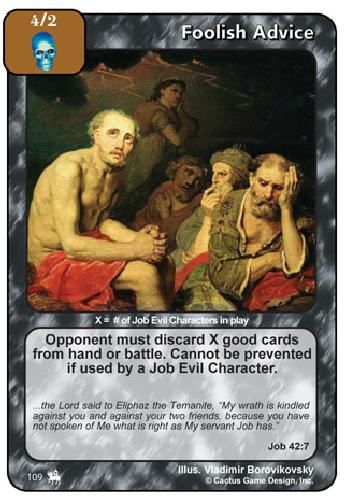 4/2
Foolish Advice
X = # of Job Evil Characters in play
Opponent must discard X good cards
from hand or battle. Cannot be prevented
if used by a Job Evil Character.
...the Lord said to Eliphaz the Temanite, "My wrath is kindled
against you and against your two friends, because you have
not spoken of Me what is right as My servant Job has."
Job 42:7
109
Illus. Vladimir Borovikovsky
© Cactus Game Design, Inc.